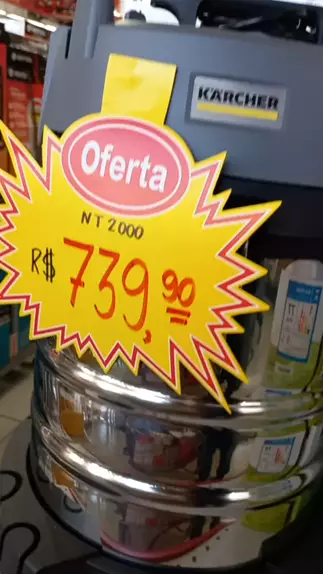 KÄRCHER
Oferta
NT 2000
R$ 739,90